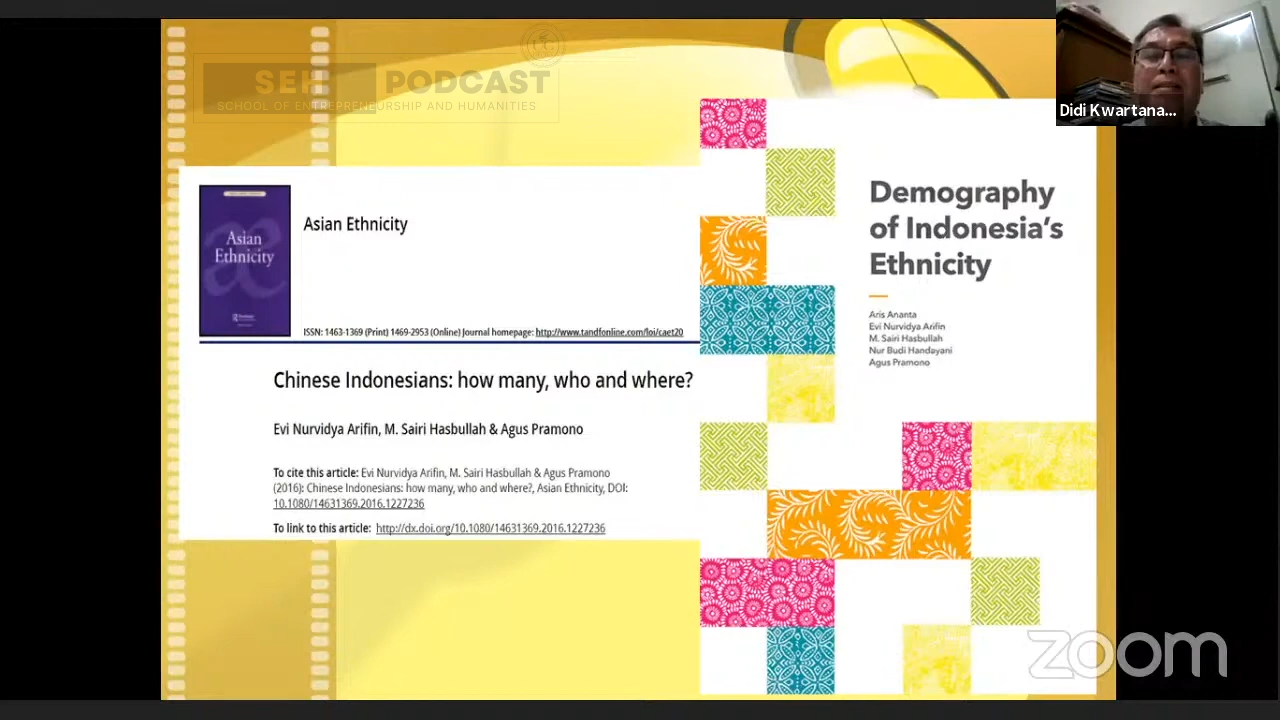 SEH PODCAST
SCHOOL OF ENTREPRENEURSHIP AND HUMANITIES
Didi Kwartana...
Asian
Ethnicity
Asian Ethnicity
ISSN: 1463-1369 (Print) 1469-2953 (Online) Journal homepage: http://www.tandfonline.com/loi/caet20
Chinese Indonesians: how many, who and where?
Evi Nurvidya Arifin, M. Sairi Hasbullah & Agus Pramono
To cite this article: Evi Nurvidya Arifin, M. Sairi Hasbullah & Agus Pramono
(2016): Chinese Indonesians: how many, who and where?, Asian Ethnicity, DOI:
10.1080/14631369.2016.1227236
To link to this article: http://dx.doi.org/10.1080/14631369.2016.1227236
Demography
of Indonesia's
Ethnicity
Aris Ananta
Evi Nurvidya Arifin
M. Sairi Hasbullah
Nur Budi Handayani
Agus Pramono
zoom